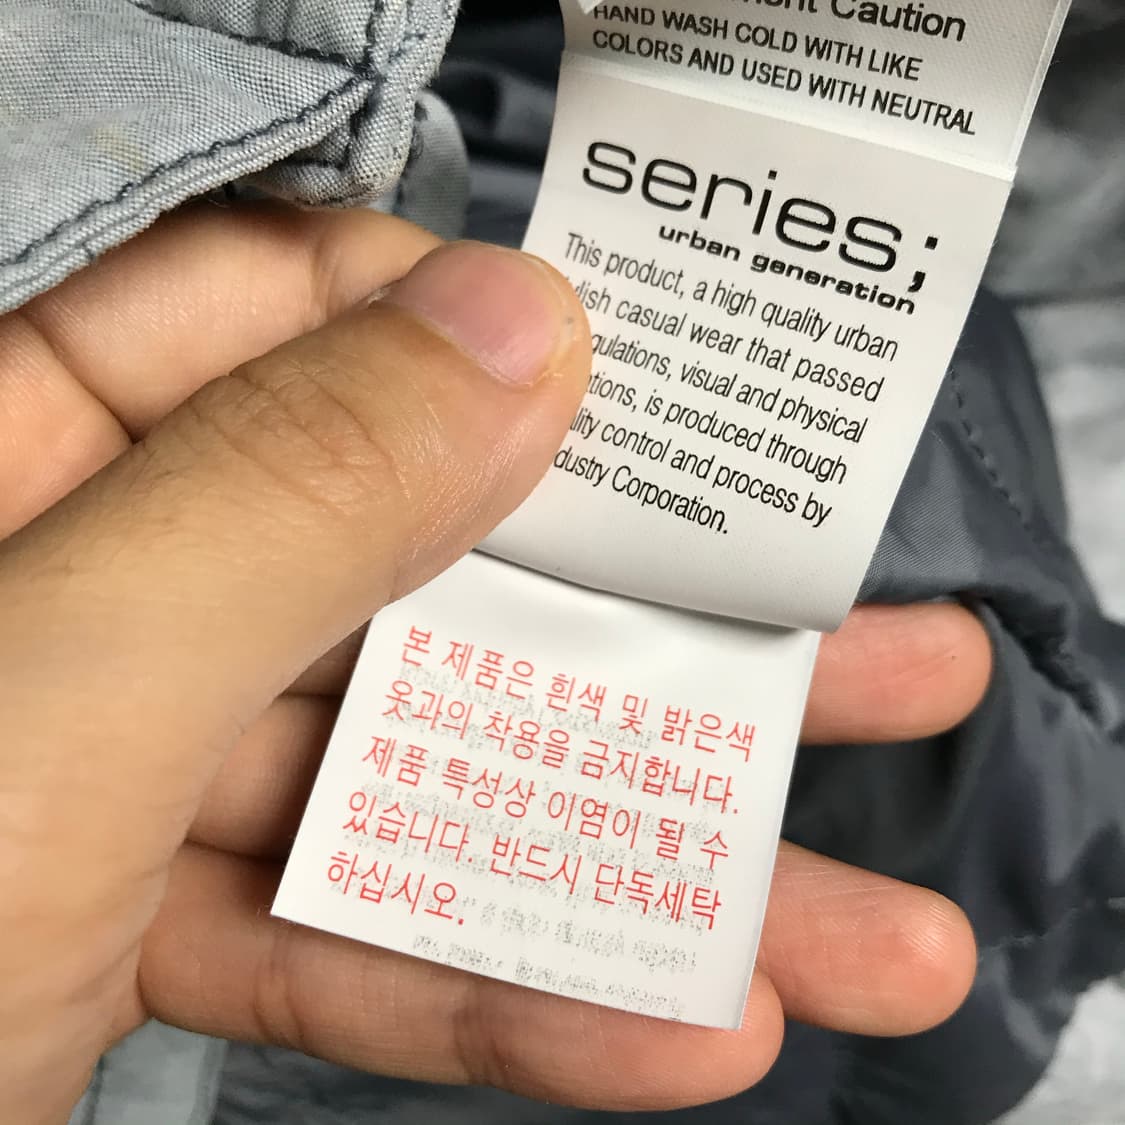 Caution
HAND WASH COLD WITH LIKE
COLORS AND USED WITH NEUTRAL
series;
urban generation
This product, a high quality urban
casual wear that passed
visual and physical
is produced through
control and process by
Corporation.
본 제품은 흰색 및 밝은색
옷과의 착용을 금지합니다.
제품 특성상 이염이 될 수
있습니다. 반드시 단독세탁
하십시오.